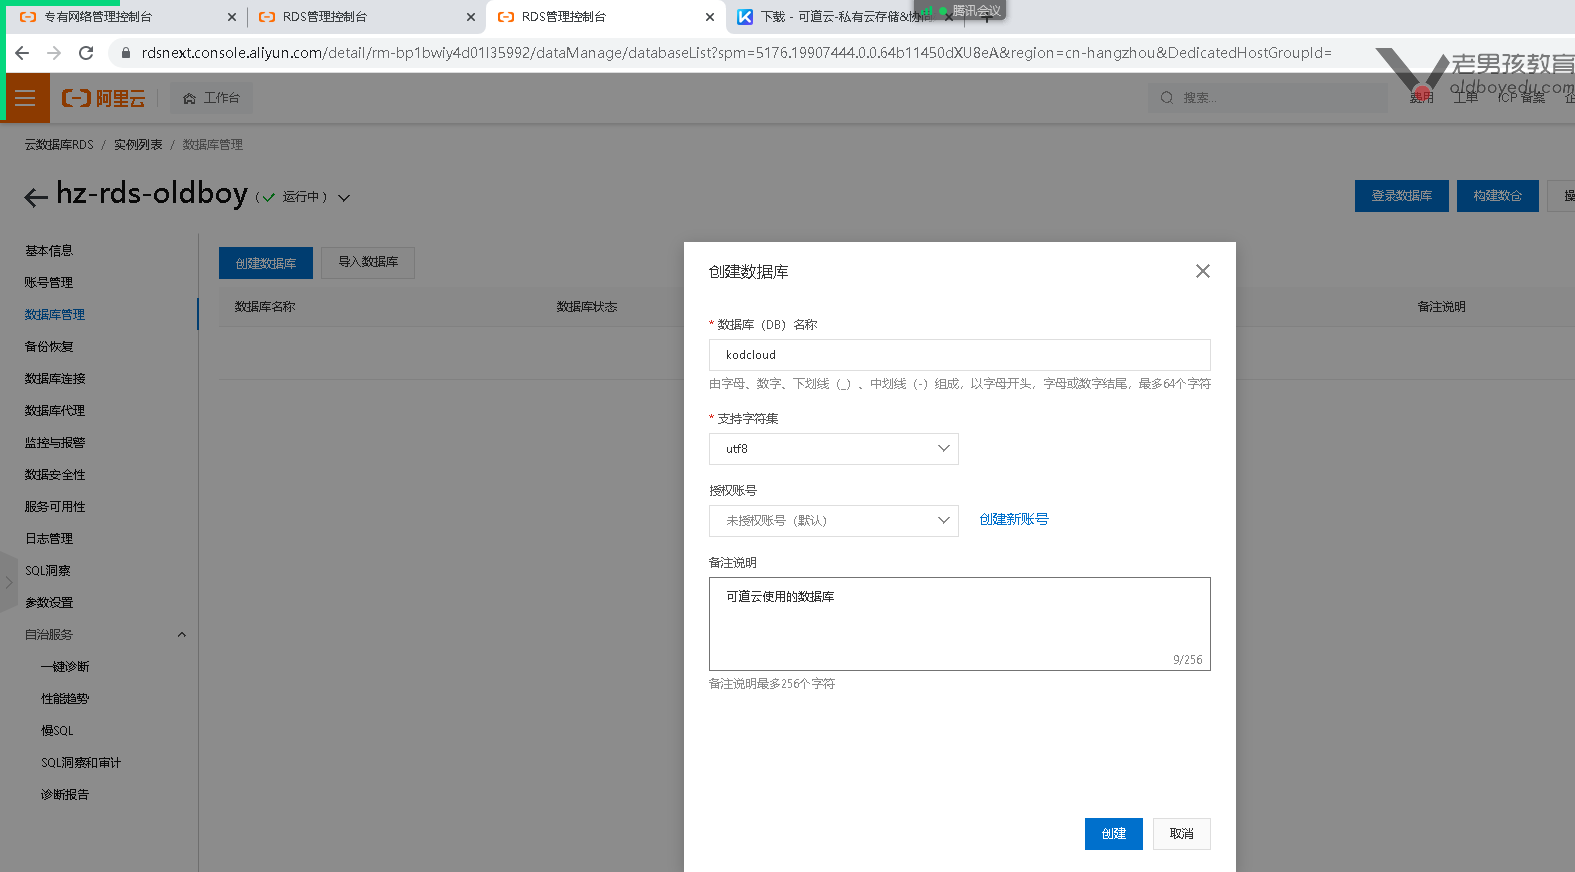 专有网络管理控制台
RDS管理控制台
RDS管理控制台
下载 - 可道云-私有云存储&协
腾讯会议
rdsnext.console.aliyun.com/detail/rm-bp1bwiy4d01l35992/dataManage/databaseList?spm=5176.19907444.0.0.64b11450dXU8eA&region=cn-hangzhou&DedicatedHostGroupId=
老男孩教育
oldboyedu.com
阿里云
工作台
搜索...
费用
工单
ICP 备案
企
云数据库RDS / 实例列表 / 数据库管理
hz-rds-oldboy ( 运行中 )
登录数据库
构建数仓
操
基本信息
账号管理
数据库管理
备份恢复
数据库连接
数据库代理
监控与报警
数据安全性
服务可用性
日志管理
SQL洞察
参数设置
自治服务
一键诊断
性能趋势
慢SQL
SQL洞察和审计
诊断报告
创建数据库
导入数据库
数据库名称
数据库状态
备注说明
创建数据库
* 数据库（DB）名称
kodcloud
由字母、数字、下划线（_）、中划线（-）组成，以字母开头，字母或数字结尾，最多64个字符
* 支持字符集
utf8
授权账号
未授权账号（默认）
创建新账号
备注说明
可道云使用的数据库
9/256
备注说明最多256个字符
创建
取消